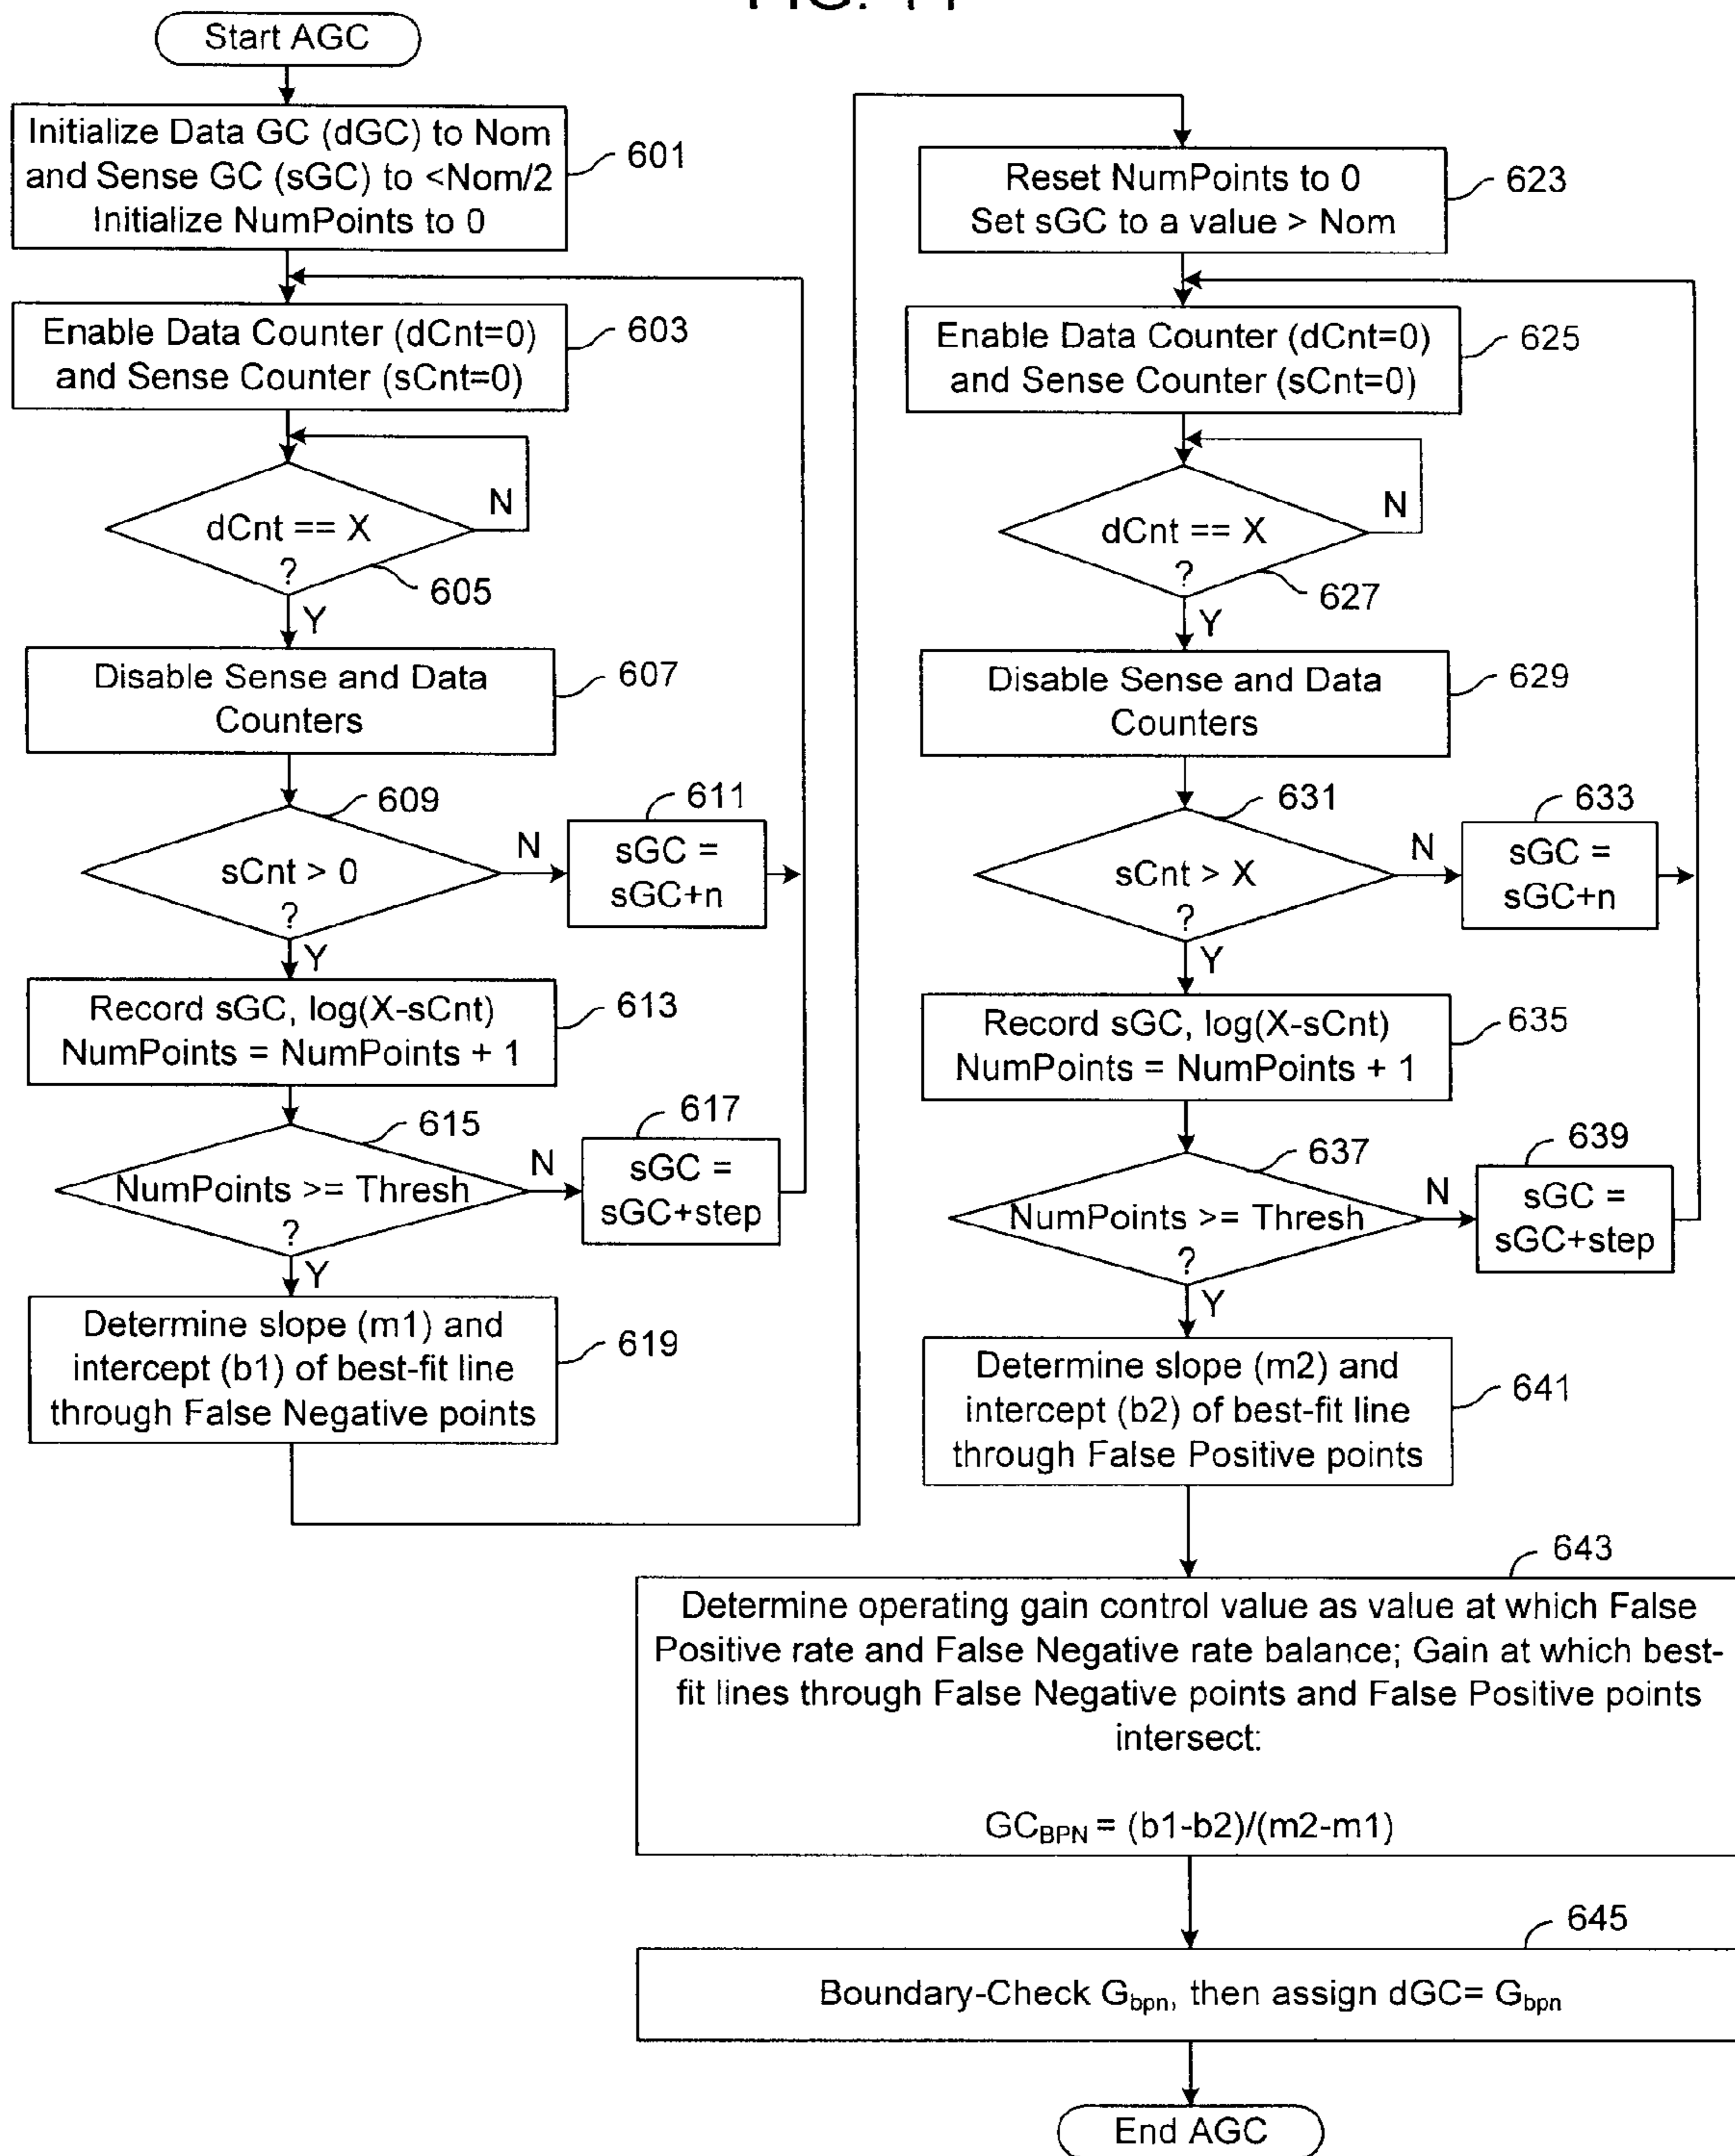 Start AGC
Initialize Data GC (dGC) to Nom
and Sense GC (sGC) to <Nom/2
Initialize NumPoints to 0
601
Enable Data Counter (dCnt=0)
and Sense Counter (sCnt=0)
603
N
dCnt == X
?
605
Y
Disable Sense and Data
Counters
607
609
sCnt > 0
?
N
611
sGC =
sGC+n
Y
Record sGC, log(X-sCnt)
NumPoints = NumPoints + 1
613
615
NumPoints >= Thresh
?
N
617
sGC =
sGC+step
Y
Determine slope (m1) and
intercept (b1) of best-fit line
through False Negative points
619
Reset NumPoints to 0
Set sGC to a value > Nom
623
Enable Data Counter (dCnt=0)
and Sense Counter (sCnt=0)
625
N
dCnt == X
?
627
Y
Disable Sense and Data
Counters
629
631
sCnt > X
?
N
633
sGC =
sGC+n
Y
Record sGC, log(X-sCnt)
NumPoints = NumPoints + 1
635
637
NumPoints >= Thresh
?
N
639
sGC =
sGC+step
Y
Determine slope (m2) and
intercept (b2) of best-fit line
through False Positive points
641
643
Determine operating gain control value as value at which False
Positive rate and False Negative rate balance; Gain at which best-
fit lines through False Negative points and False Positive points
intersect:
GC_BPN = (b1-b2)/(m2-m1)
645
Boundary-Check G_bpn, then assign dGC= G_bpn
End AGC